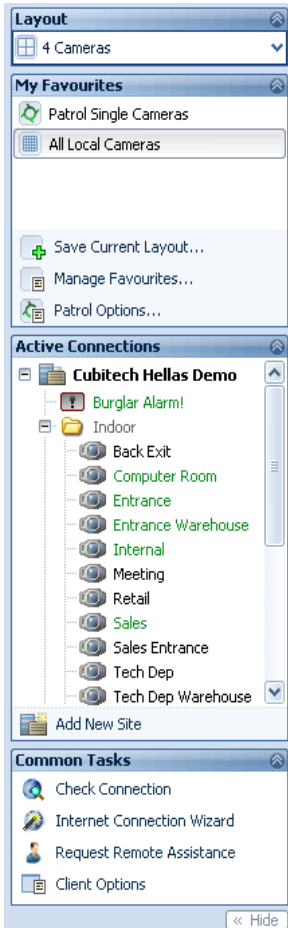 Layout
4 Cameras
My Favourites
Patrol Single Cameras
All Local Cameras
Save Current Layout...
Manage Favourites...
Patrol Options...
Active Connections
Cubitech Hellas Demo
Burglar Alarm!
Indoor
Back Exit
Computer Room
Entrance
Entrance Warehouse
Internal
Meeting
Retail
Sales
Sales Entrance
Tech Dep
Tech Dep Warehouse
Add New Site
Common Tasks
Check Connection
Internet Connection Wizard
Request Remote Assistance
Client Options
« Hide